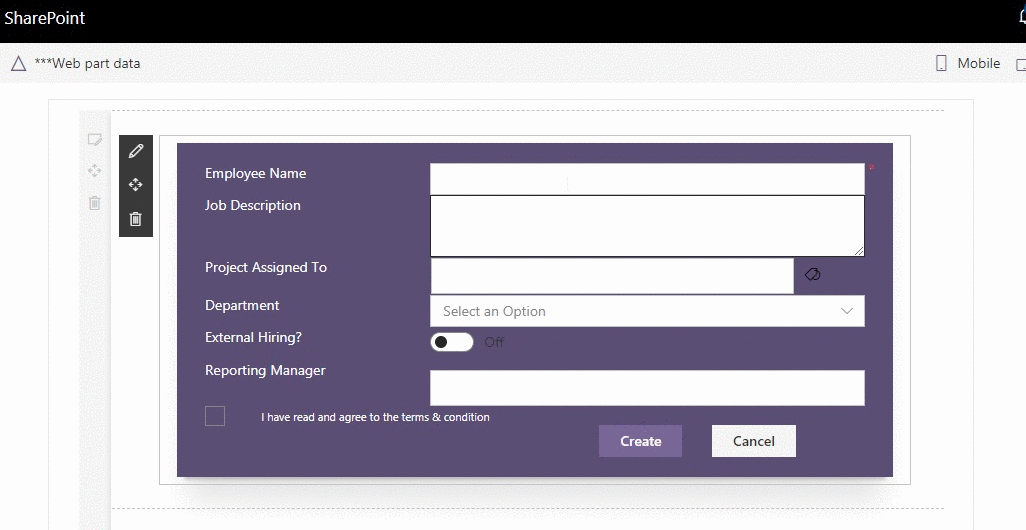 SharePoint
***Web part data
Mobile
Employee Name
*
Job Description
Project Assigned To
Department
Select an Option
External Hiring?
Off
Reporting Manager
I have read and agree to the terms & condition
Create
Cancel